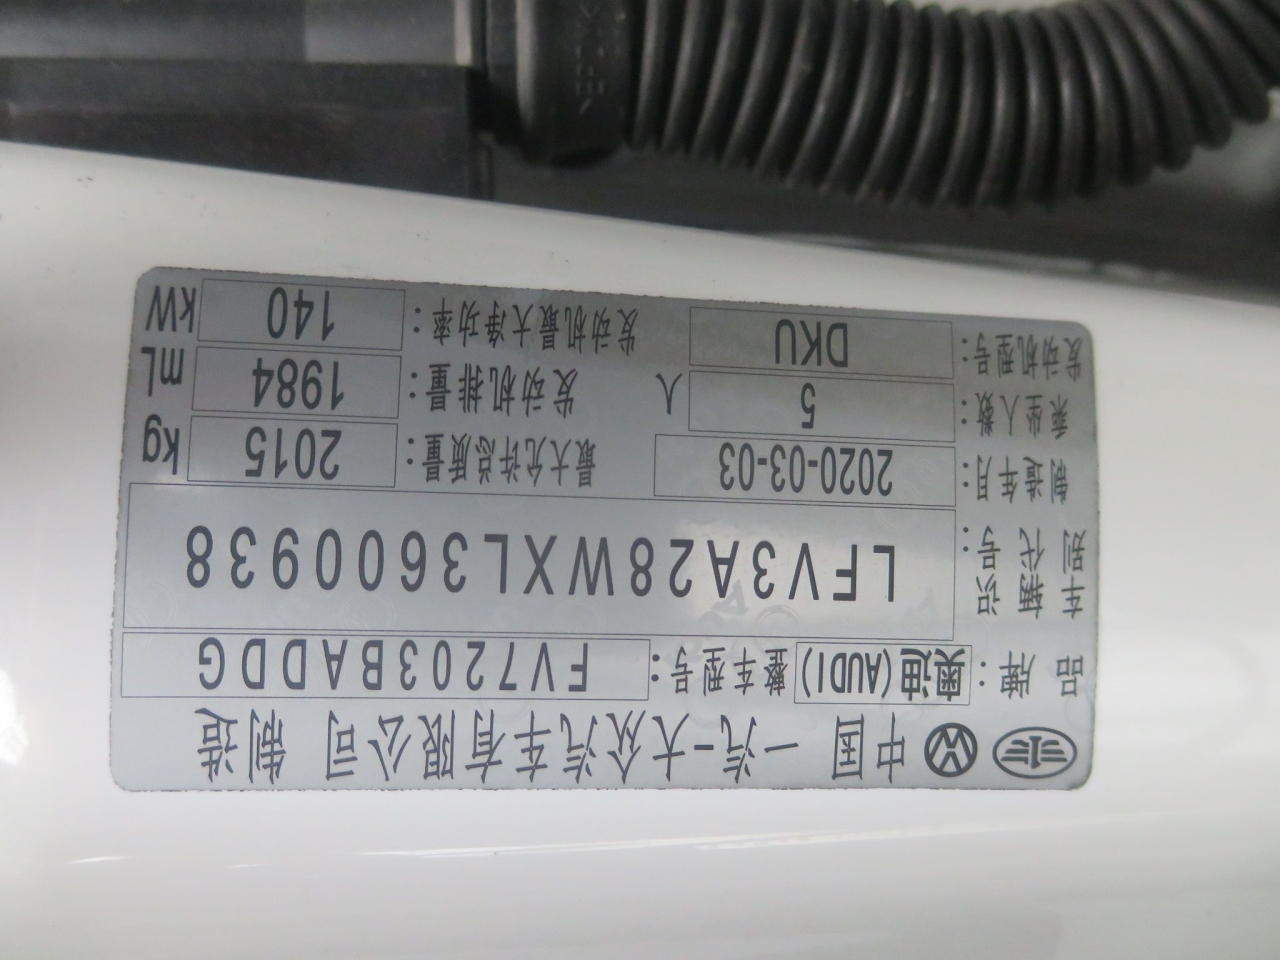 中国 一汽-大众汽车有限公司 制造
品牌: 奥迪(AUDI) 整车型号: FV7203BADDG
车辆识别代号: LFV3A28WXL3600938
制造年月: 2020-03-03 最大允许总质量: 2015 kg
乘坐人数: 5 人 发动机排量: 1984 mL
发动机型号: DKU 发动机最大净功率: 140 kW